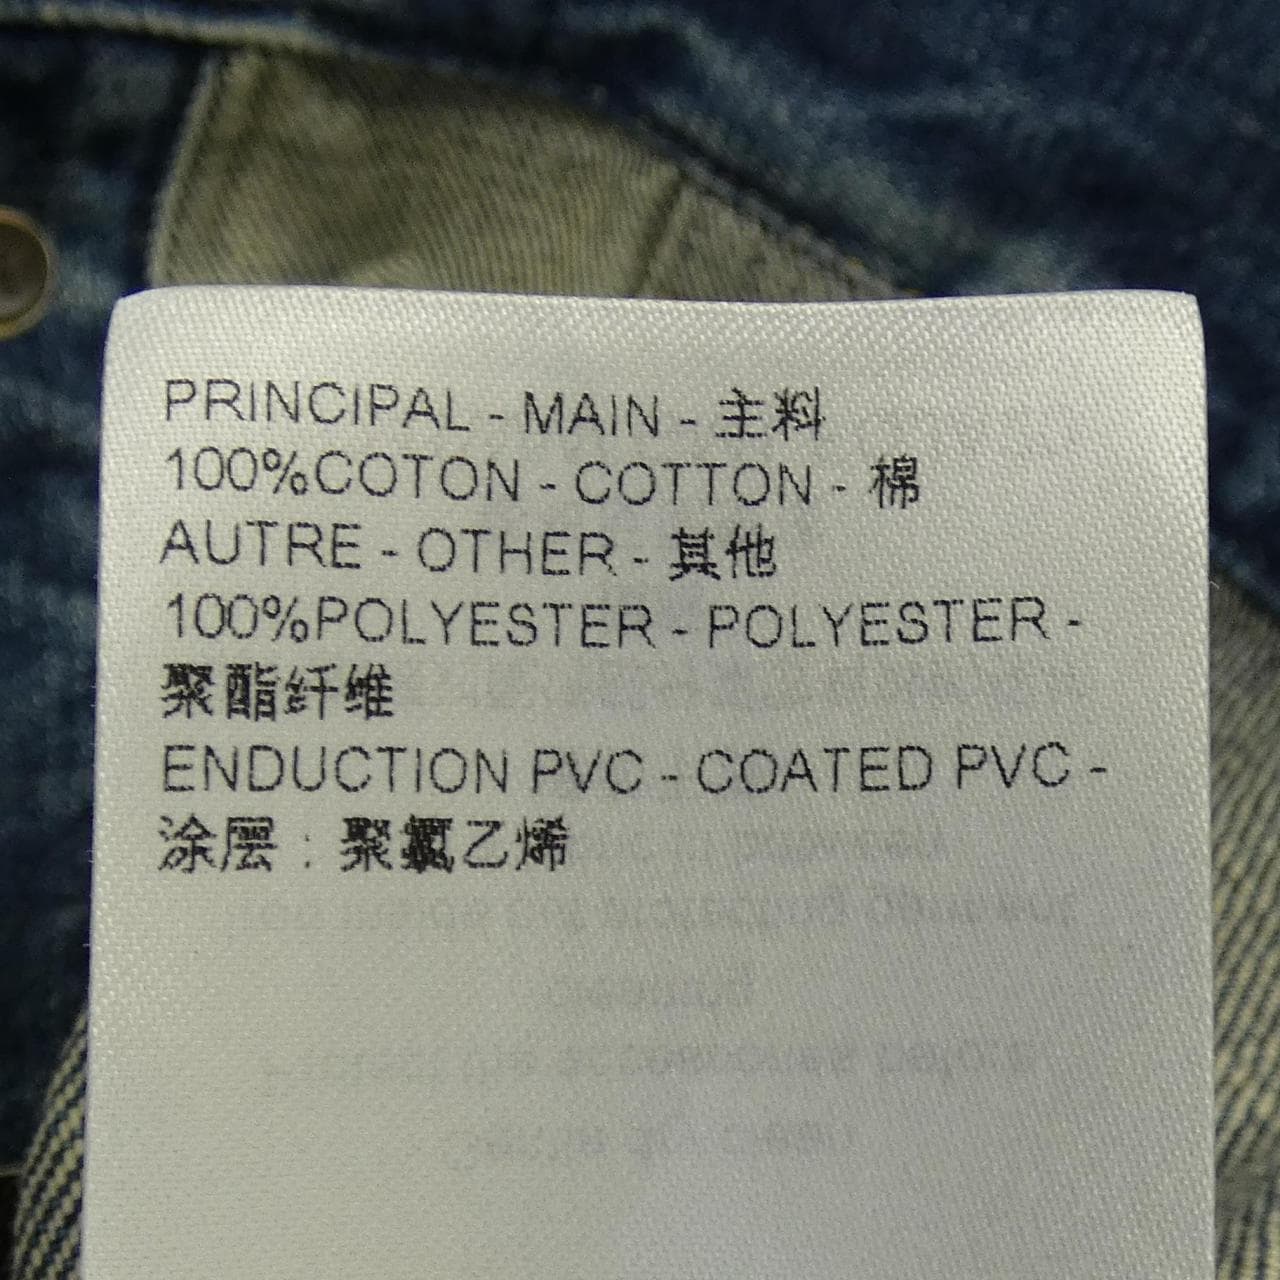 PRINCIPAL - MAIN - 主料
100%COTON - COTTON - 棉
AUTRE - OTHER - 其他
100%POLYESTER - POLYESTER -
聚酯纤维
ENDUCTION PVC - COATED PVC -
涂层 : 聚氯乙烯